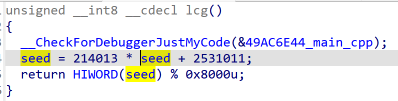 unsigned __int8 __cdecl lcg()
{
__CheckForDebuggerJustMyCode(&49AC6E44_main_cpp);
seed = 214013 * seed + 2531011;
return HIWORD(seed) % 0x8000u;
}